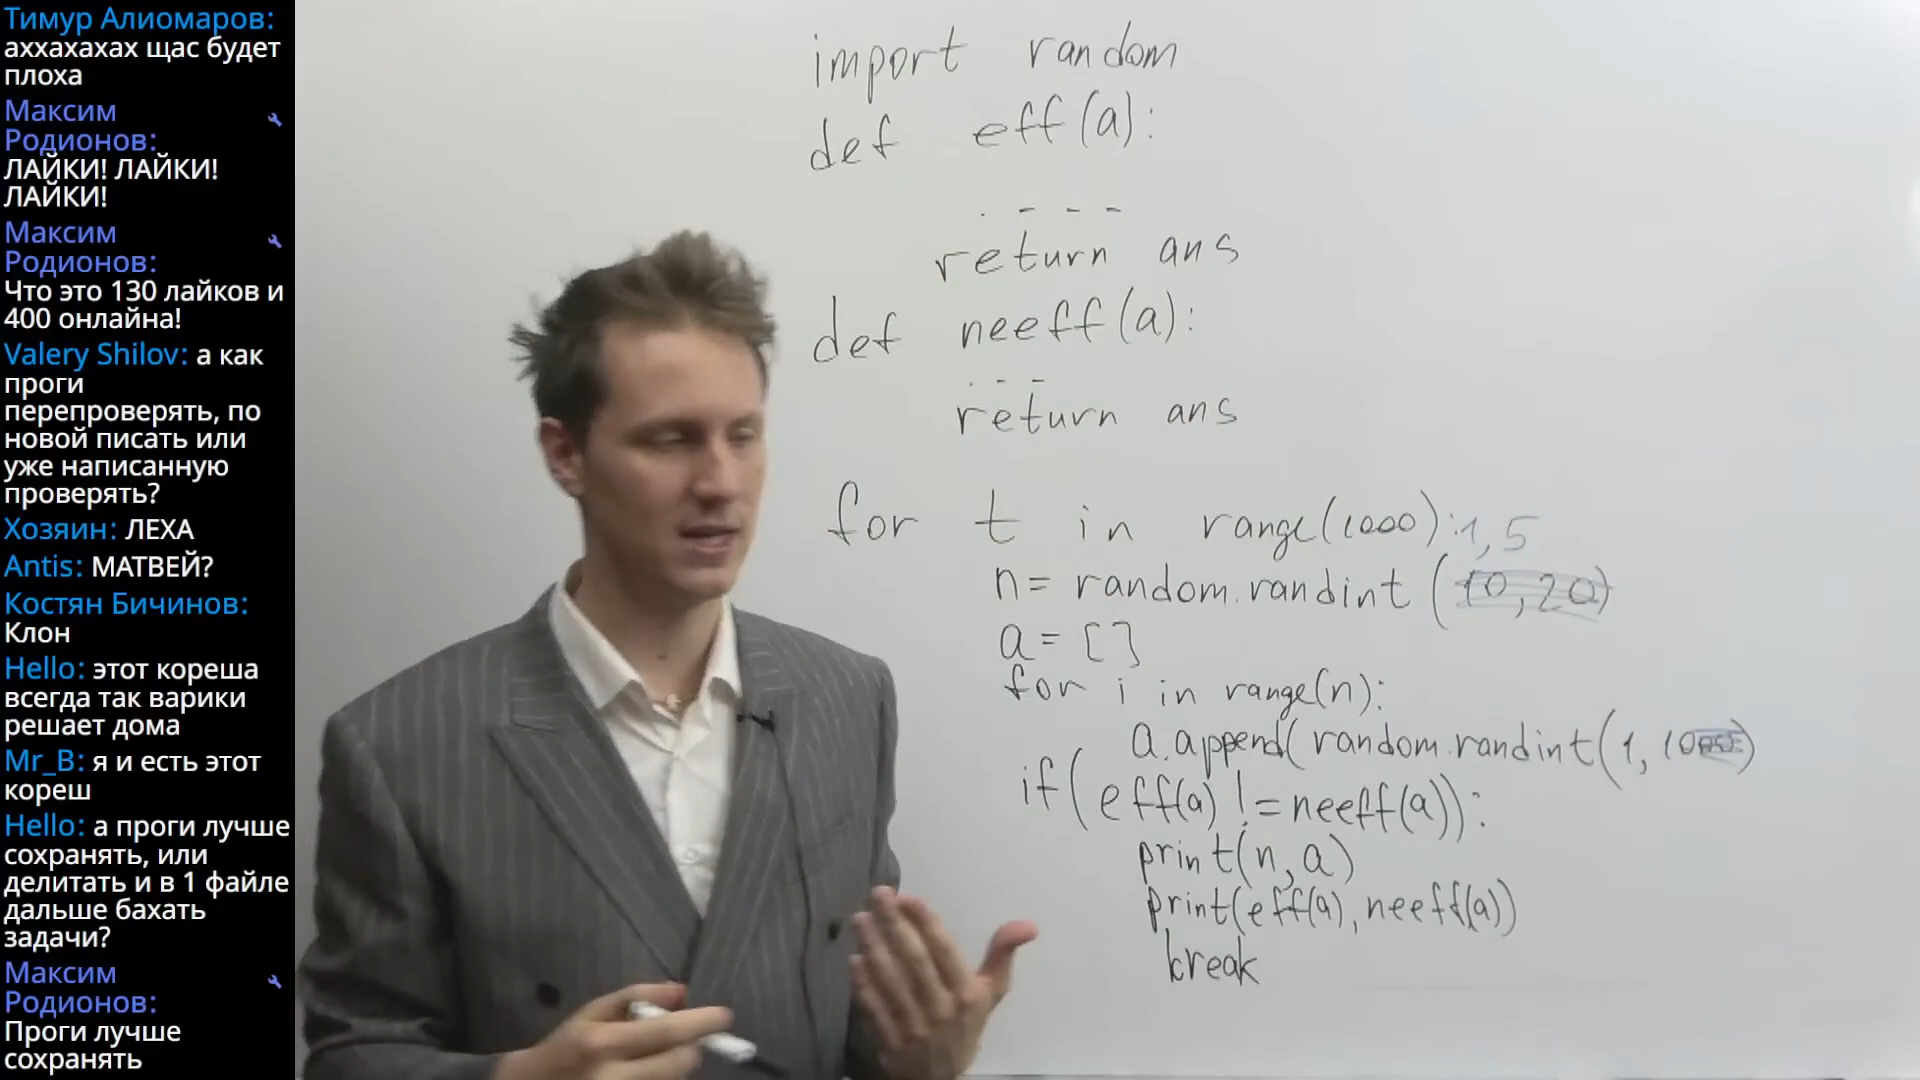 Тимур Алиомаров:
аххахахах щас будет
плоха
Максим
Родионов:
ЛАЙКИ! ЛАЙКИ!
ЛАЙКИ!
Максим
Родионов:
Что это 130 лайков и
400 онлайна!
Valery Shilov: а как
проги
перепроверять, по
новой писать или
уже написанную
проверять?
Хозяин: ЛЕХА
Antis: МАТВЕЙ?
Костян Бичинов:
Клон
Hello: этот кореша
всегда так варики
решает дома
Mr_B: я и есть этот
кореш
Hello: а проги лучше
сохранять, или
делитать и в 1 файле
дальше бахать
задачи?
Максим
Родионов:
Проги лучше
сохранять
import random
def eff(a):
. - - -
return ans
def neeff(a):
. - -
return ans
for t in range(1000):
1, 5
n = random.randint (10, 20)
a = []
for i in range(n):
a.append(random.randint(1, 10
if(eff(a) != neeff(a)):
print(n, a)
print(eff(a), neeff(a))
break